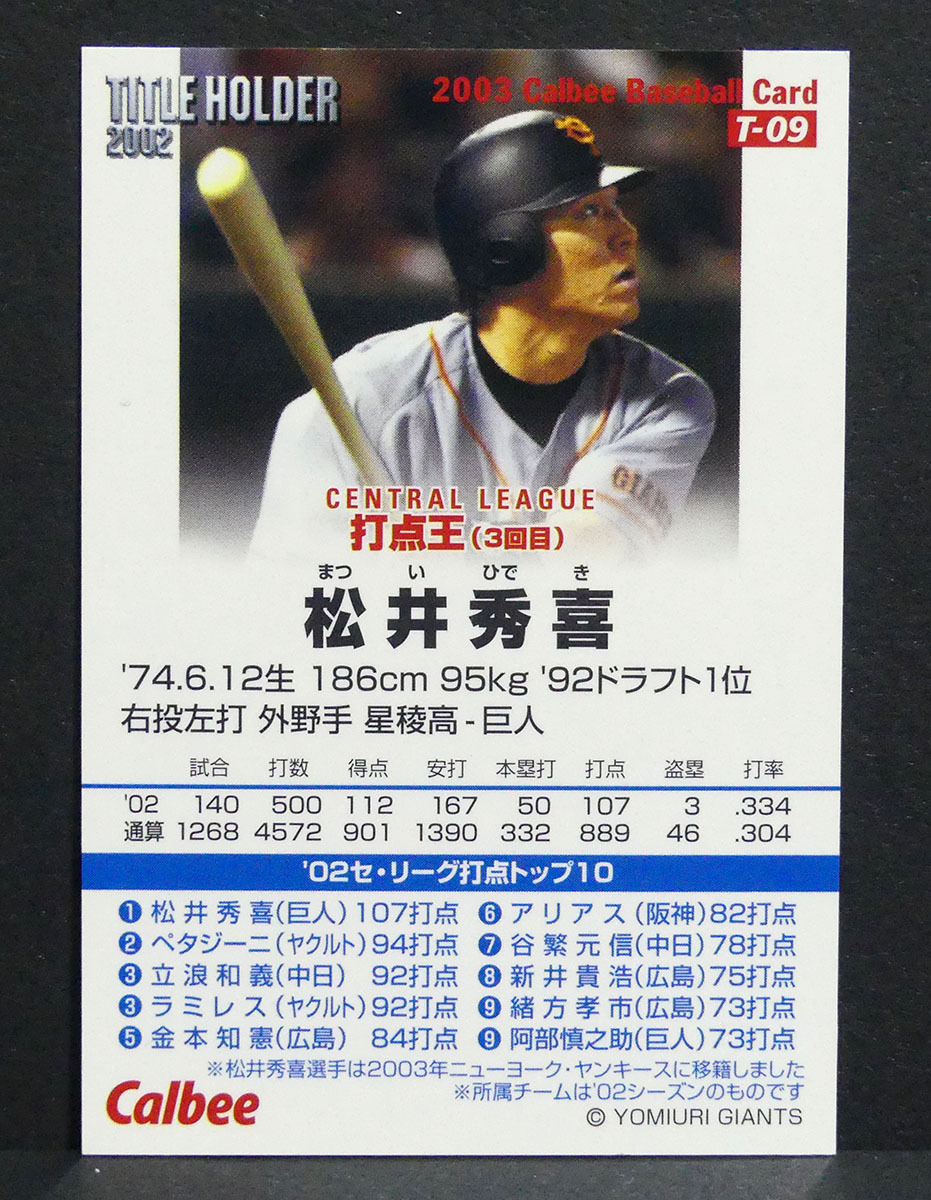 TITLE HOLDER
2002
2003 Calbee Baseball Card
T-09
GIAN
CENTRAL LEAGUE
打点王(3回目)
まつ い ひで き
松井秀喜
'74.6.12生 186cm 95kg '92ドラフト1位
右投左打 外野手 星稜高-巨人
試合 打数 得点 安打 本塁打 打点 盗塁 打率
'02 140 500 112 167 50 107 3 .334
通算 1268 4572 901 1390 332 889 46 .304
'02セ・リーグ打点トップ10
❶ 松井秀喜(巨人)107打点
❷ ペタジーニ(ヤクルト)94打点
❸ 立浪和義(中日) 92打点
❸ ラミレス(ヤクルト)92打点
❺ 金本知憲(広島) 84打点
❻ アリアス(阪神)82打点
❼ 谷繁元信(中日)78打点
❽ 新井貴浩(広島)75打点
❾ 緒方孝市(広島)73打点
❾ 阿部慎之助(巨人)73打点
※松井秀喜選手は2003年ニューヨーク・ヤンキースに移籍しました
※所属チームは'02シーズンのものです
Calbee
© YOMIURI GIANTS